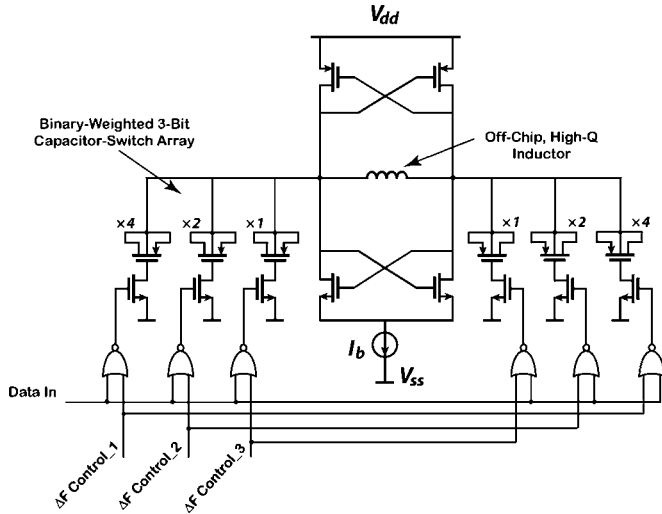 Vdd
Binary-Weighted 3-Bit
Capacitor-Switch Array
Off-Chip, High-Q
Inductor
×4
×2
×1
×1
×2
×4
Ib
Vss
Data In
ΔF Control_1
ΔF Control_2
ΔF Control_3